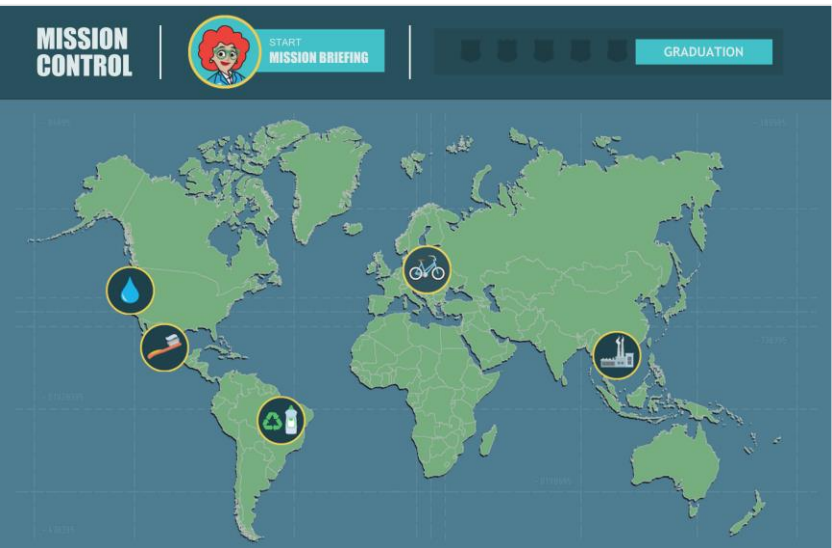 MISSION
CONTROL
START
MISSION BRIEFING
GRADUATION